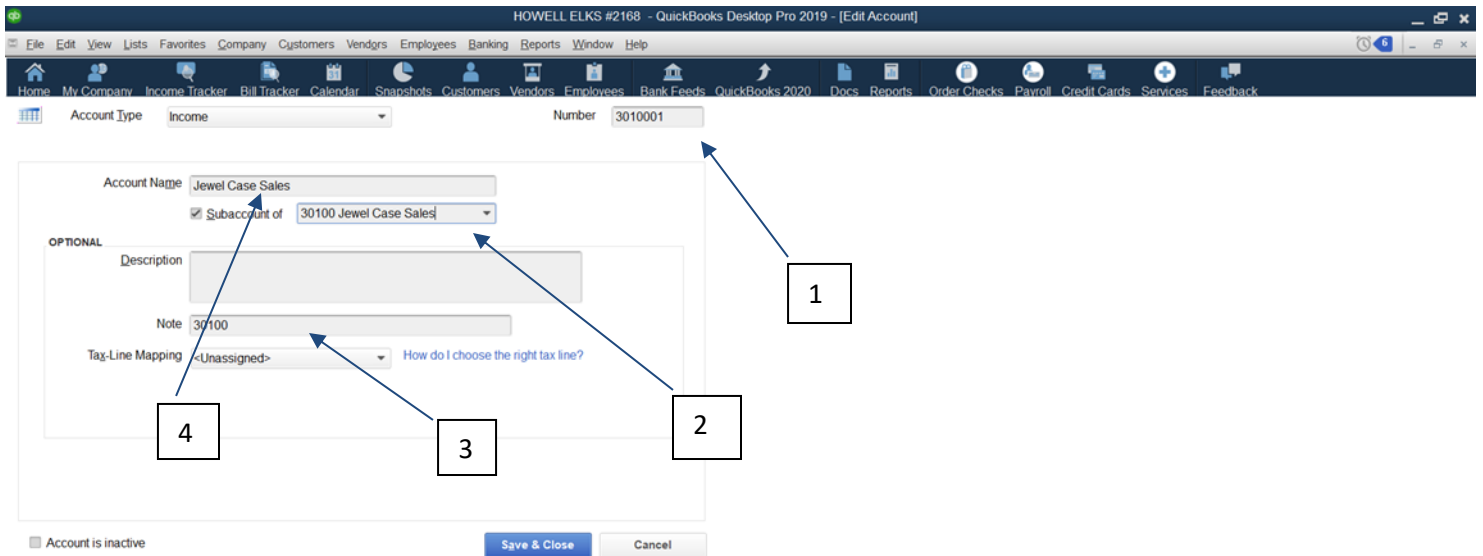 qb
HOWELL ELKS #2168 - QuickBooks Desktop Pro 2019 - [Edit Account]
File Edit View Lists Favorites Company Customers Vendors Employees Banking Reports Window Help
6
31
Home My Company Income Tracker Bill Tracker Calendar Snapshots Customers Vendors Employees Bank Feeds QuickBooks 2020 Docs Reports Order Checks Payroll Credit Cards Services Feedback
Account Type Income Number 3010001
Account Name Jewel Case Sales
Subaccount of 30100 Jewel Case Sales
OPTIONAL
Description
1
Note 30100
Tax-Line Mapping <Unassigned> How do I choose the right tax line?
4
3
2
Account is inactive Save & Close Cancel